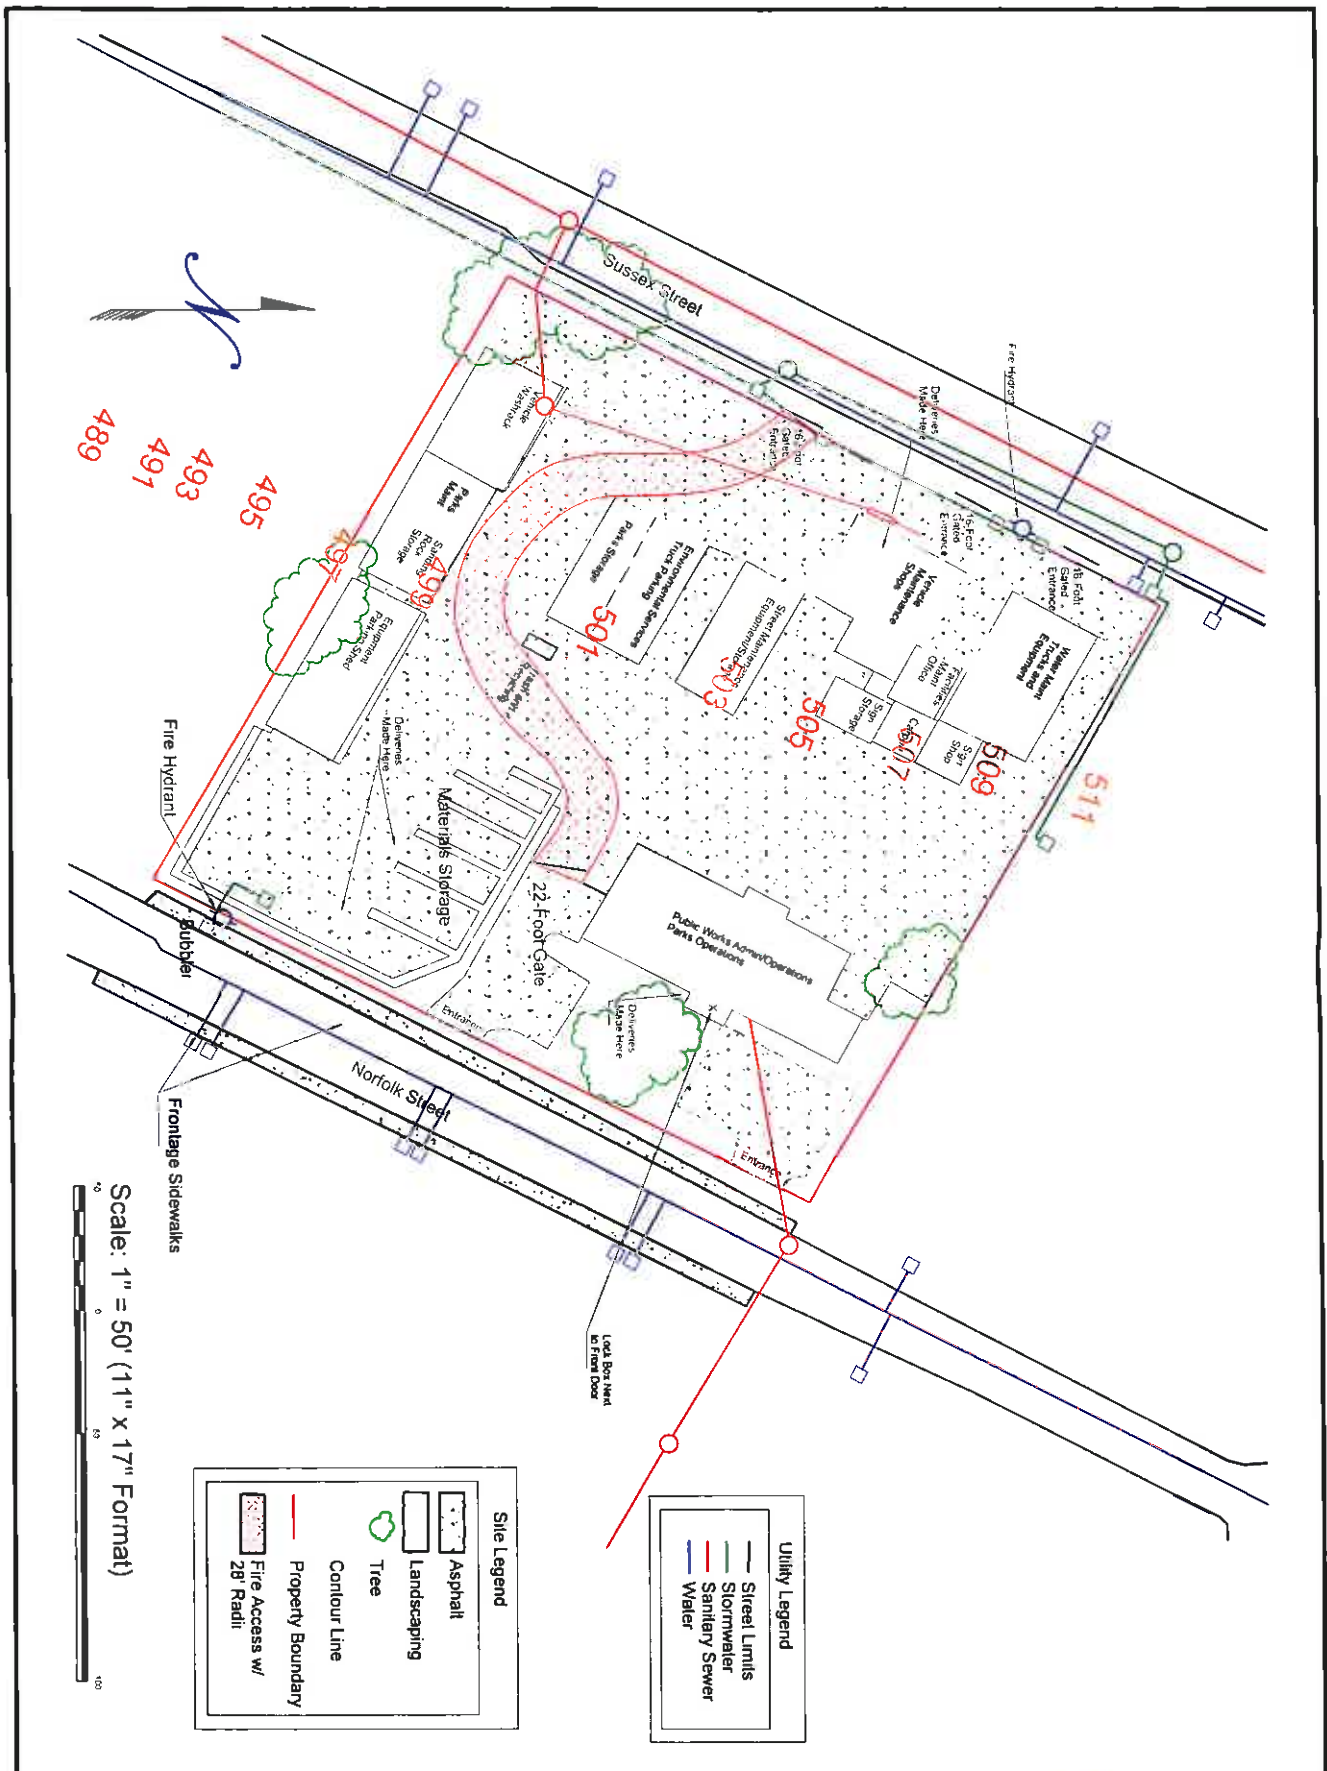 Sussex Street
Fire Hydrant
Deliveries
Made Here
16-Foot
Gated
Entrance
16-Foot
Gated
Entrance
16 Foot
Gated
Entrance
Vehicle
Washrack
Parks
Maint
Sanding
Rock
Storage
Equipment
Parking Shed
Parks Storage
Environmental Services
Truck Parking
Street Maintenance
Equipment/Storage
Vehicle
Maintenance
Shops
Water Maint
Trucks and
Equipment
Facilities
Maint
Office
Sign
Storage
Sign
Shop
Trash and
Recycling
Deliveries
Made Here
Materials Storage
22-Foot Gate
Public Works Admin/Operations
Parks Operations
Deliveries
Made Here
Entrance
Entrance
Fire Hydrant
Bubbler
Norfolk Street
Frontage Sidewalks
Lock Box Next
to Front Door
489
491
493
495
497
499
501
503
505
507
509
511
N
Utility Legend
Street Limits
Stormwater
Sanitary Sewer
Water
Site Legend
Asphalt
Landscaping
Tree
Contour Line
Property Boundary
Fire Access w/
28' Radii
Scale: 1" = 50' (11" x 17" Format)
0
50
100